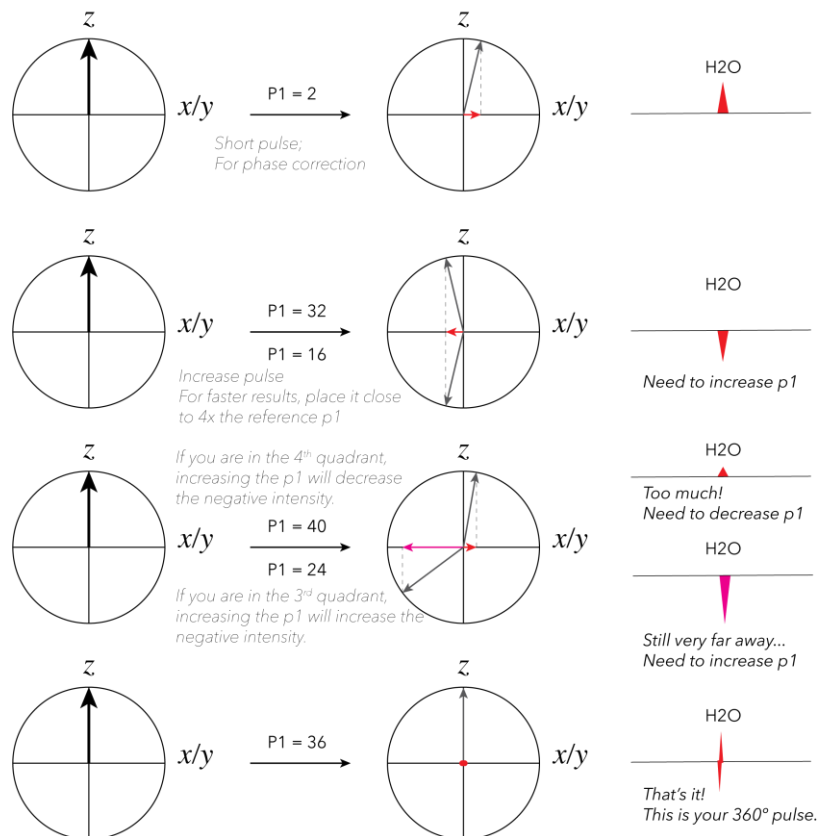 z
z
x/y
P1 = 2
x/y
H2O
Short pulse;
For phase correction
z
z
x/y
P1 = 32
P1 = 16
x/y
H2O
Increase pulse
For faster results, place it close
to 4x the reference p1
Need to increase p1
z
If you are in the 4th quadrant,
increasing the p1 will decrease
the negative intensity.
z
H2O
Too much!
Need to decrease p1
x/y
P1 = 40
P1 = 24
x/y
H2O
If you are in the 3rd quadrant,
increasing the p1 will increase the
negative intensity.
Still very far away...
Need to increase p1
z
z
x/y
P1 = 36
x/y
H2O
That's it!
This is your 360º pulse.